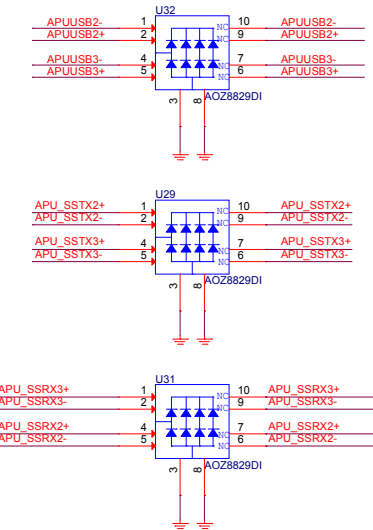 U32
APUUSB2- 1 NC 10 APUUSB2-
APUUSB2+ 2 NC 9 APUUSB2+
APUUSB3- 4 7 APUUSB3-
APUUSB3+ 5 NC 6 APUUSB3+
AOZ8829DI
3 8
U29
APU_SSTX2+ 1 NC 10 APU_SSTX2+
APU_SSTX2- 2 9 APU_SSTX2-
APU_SSTX3+ 4 NC 7 APU_SSTX3+
APU_SSTX3- 5 NC 6 APU_SSTX3-
AOZ8829DI
3 8
U31
APU_SSRX3+ 1 NC 10 APU_SSRX3+
APU_SSRX3- 2 NC 9 APU_SSRX3-
APU_SSRX2+ 4 NC 7 APU_SSRX2+
APU_SSRX2- 5 NC 6 APU_SSRX2-
AOZ8829DI
3 8